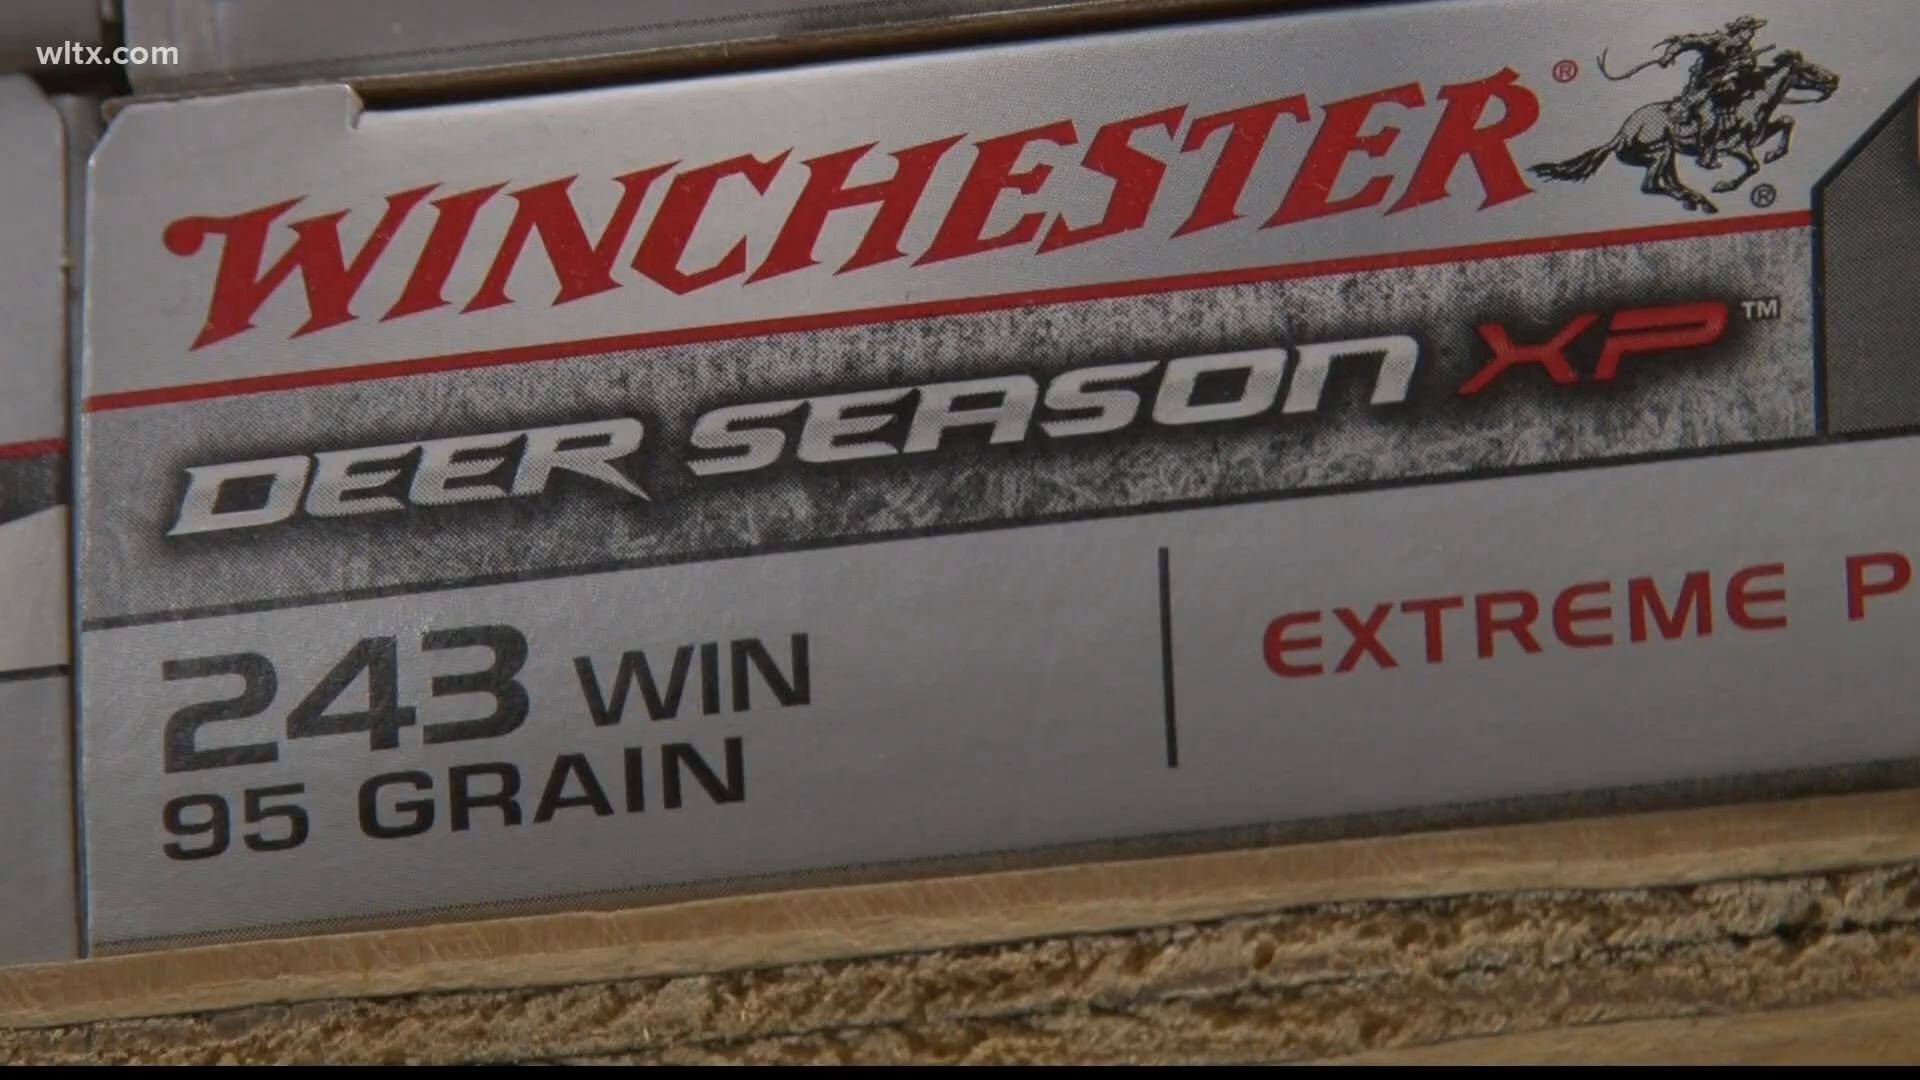 wltx.com
WINCHESTER®
®
DEER SEASON XP™
243 WIN
95 GRAIN
EXTREME P